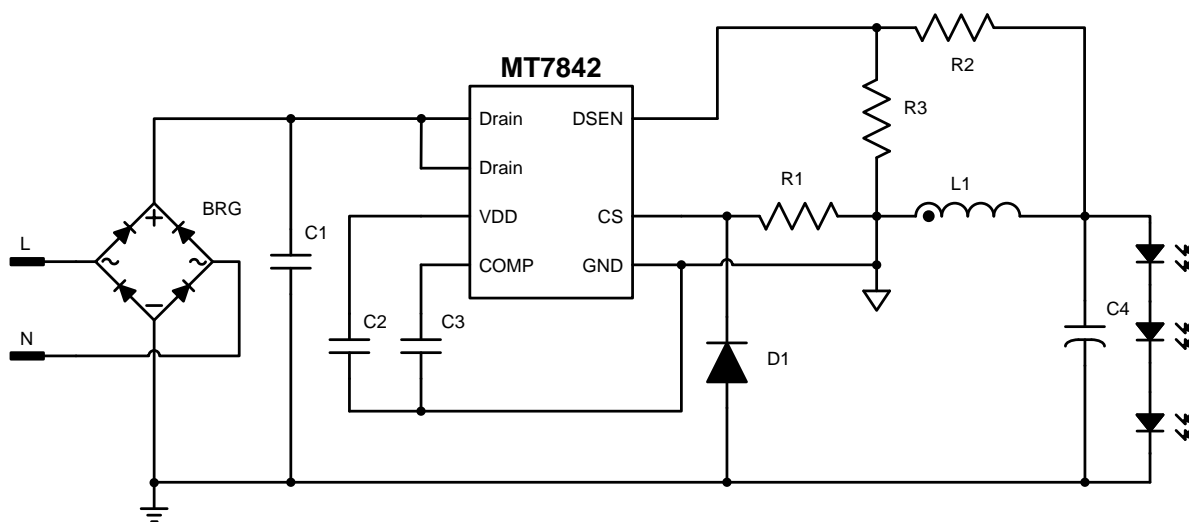 MT7842
Drain
DSEN
Drain
VDD
CS
COMP
GND
R2
R3
R1
L1
BRG
L
N
C1
C2
C3
D1
C4